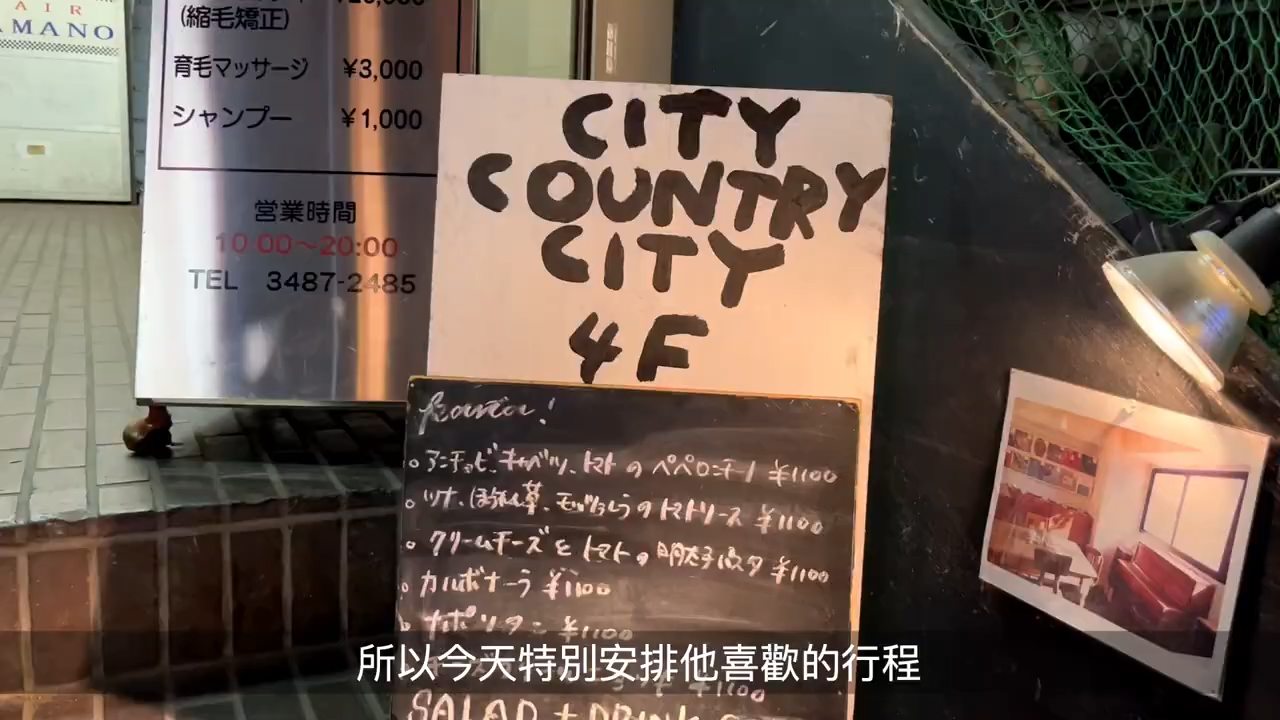 AIR
AMANO
(縮毛矯正)
育毛マッサージ ¥3,000
シャンプー ¥1,000
営業時間
10:00～20:00
TEL 3487-2485
CITY
COUNTRY
CITY
4F
Pasta!
・アンチョビ、キャベツ、トマトのペペロンチーノ ¥1100
・ツナ、ほうれん草、モッツァレラのトマトソース ¥1100
・クリームチーズとトマトの明太子パスタ ¥1100
・カルボナーラ ¥1100
・ナポリタン ¥1100
¥1100
所以今天特別安排他喜歡的行程
SALAD + DRINK